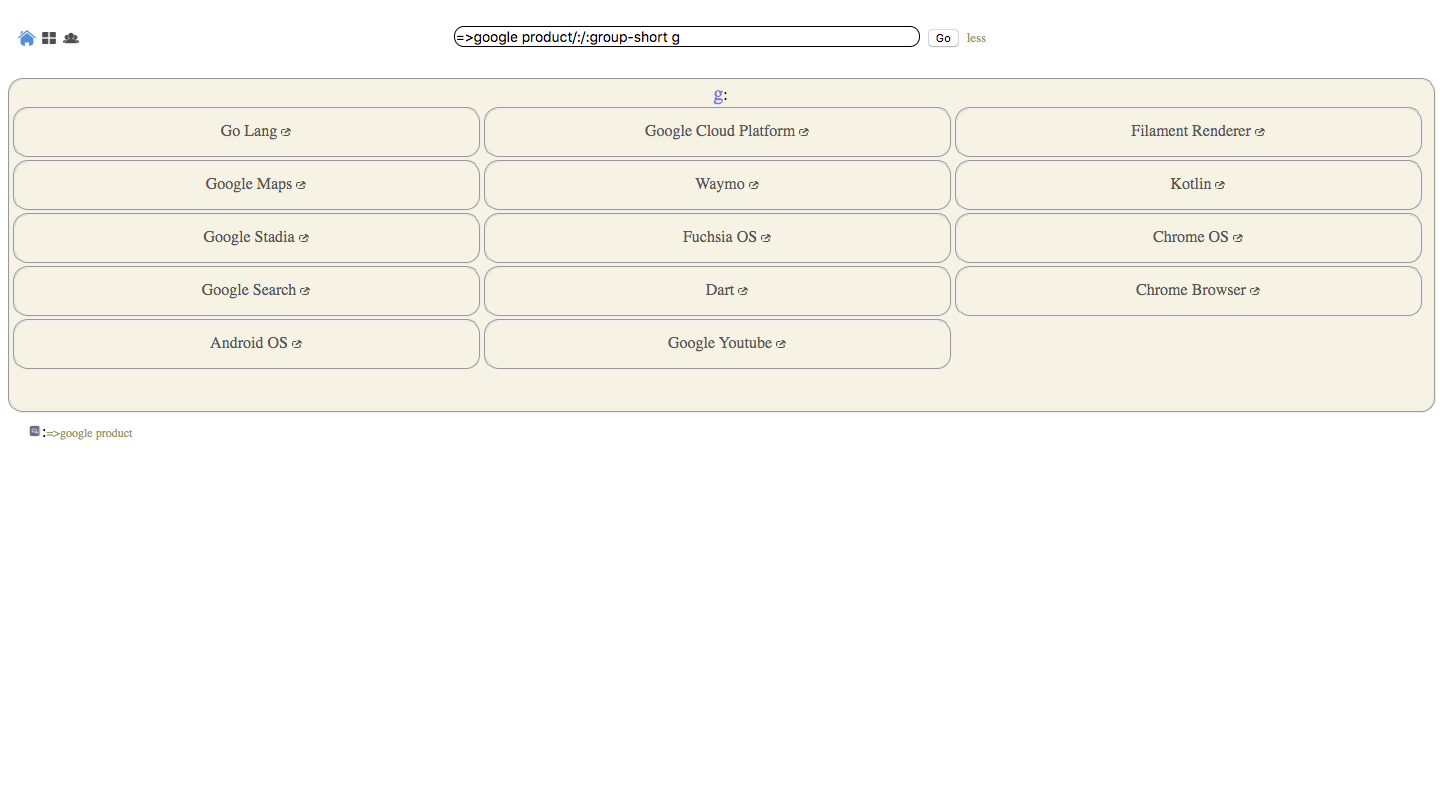 =>google product/:/:group-short g Go less
g:
Go Lang Google Cloud Platform Filament Renderer
Google Maps Waymo Kotlin
Google Stadia Fuchsia OS Chrome OS
Google Search Dart Chrome Browser
Android OS Google Youtube
:=>google product